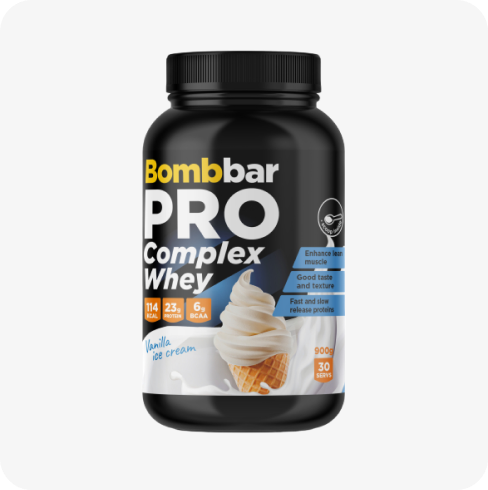 Bombbar
PRO
Complex
Whey
114
KCAL
23g
PROTEIN
6g
BCAA
Vanilla
ice cream
Enhance lean
muscle
Good taste
and texture
Fast and slow
release proteins
900g
30
SERVS